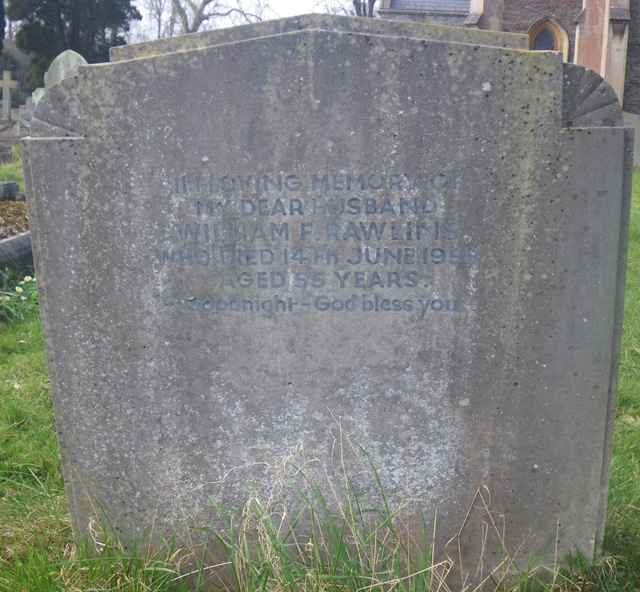 IN LOVING MEMORY OF
MY DEAR HUSBAND
WILLIAM F. RAWLINS
WHO DIED 14TH JUNE
AGED 55 YEARS.
Goodnight - God bless you.